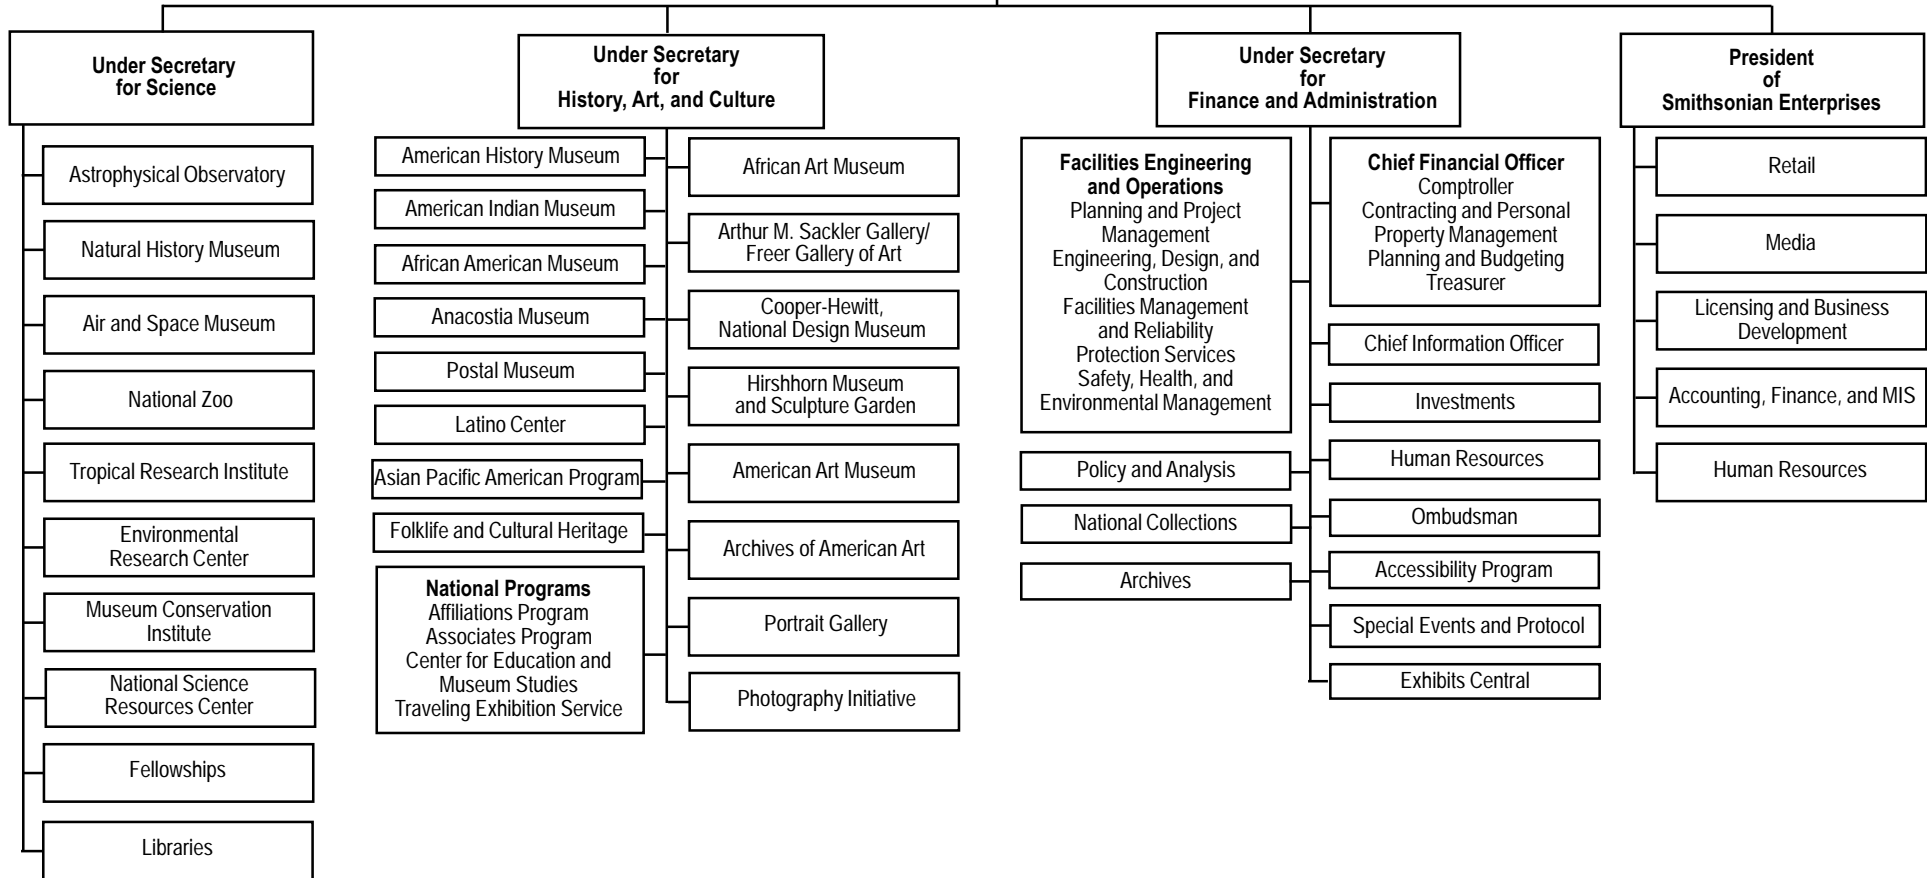 Under Secretary
for Science
Astrophysical Observatory
Natural History Museum
Air and Space Museum
National Zoo
Tropical Research Institute
Environmental
Research Center
Museum Conservation
Institute
National Science
Resources Center
Fellowships
Libraries
Under Secretary
for
History, Art, and Culture
American History Museum
American Indian Museum
African American Museum
Anacostia Museum
Postal Museum
Latino Center
Asian Pacific American Program
Folklife and Cultural Heritage
National Programs
Affiliations Program
Associates Program
Center for Education and
Museum Studies
Traveling Exhibition Service
African Art Museum
Arthur M. Sackler Gallery/
Freer Gallery of Art
Cooper-Hewitt,
National Design Museum
Hirshhorn Museum
and Sculpture Garden
American Art Museum
Archives of American Art
Portrait Gallery
Photography Initiative
Under Secretary
for
Finance and Administration
Facilities Engineering
and Operations
Planning and Project
Management
Engineering, Design, and
Construction
Facilities Management
and Reliability
Protection Services
Safety, Health, and
Environmental Management
Policy and Analysis
National Collections
Archives
Chief Financial Officer
Comptroller
Contracting and Personal
Property Management
Planning and Budgeting
Treasurer
Chief Information Officer
Investments
Human Resources
Ombudsman
Accessibility Program
Special Events and Protocol
Exhibits Central
President
of
Smithsonian Enterprises
Retail
Media
Licensing and Business
Development
Accounting, Finance, and MIS
Human Resources